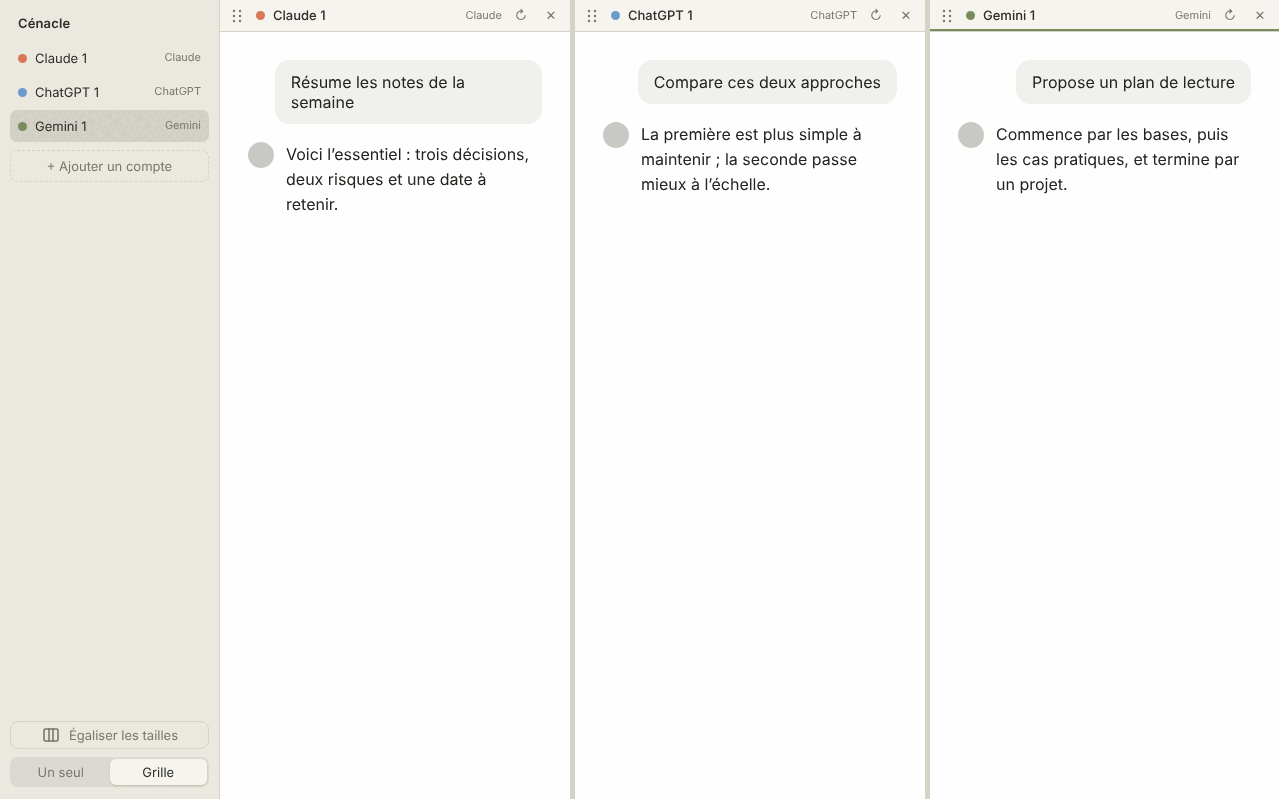 Cénacle
Claude 1 Claude
ChatGPT 1 ChatGPT
Gemini 1 Gemini
+ Ajouter un compte
Égaliser les tailles
Un seul Grille
Claude 1 Claude
Résume les notes de la
semaine
Voici l’essentiel : trois décisions,
deux risques et une date à
retenir.
ChatGPT 1 ChatGPT
Compare ces deux approches
La première est plus simple à
maintenir ; la seconde passe
mieux à l’échelle.
Gemini 1 Gemini
Propose un plan de lecture
Commence par les bases, puis
les cas pratiques, et termine par
un projet.